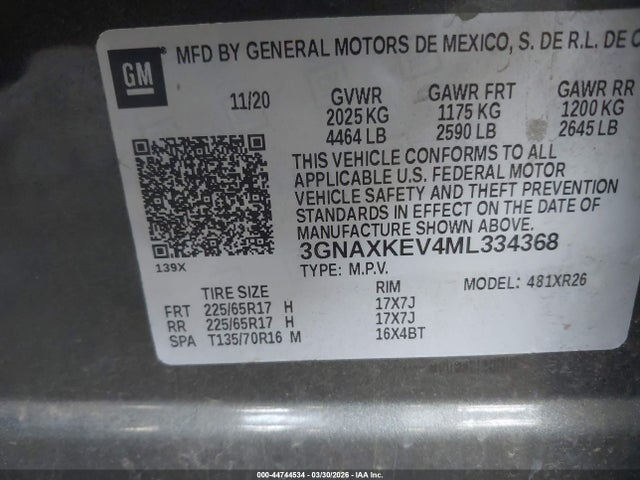 GM
MFD BY GENERAL MOTORS DE MEXICO, S. DE R.L. DE C
11/20 GVWR GAWR FRT GAWR RR
2025 KG 1175 KG 1200 KG
4464 LB 2590 LB 2645 LB
THIS VEHICLE CONFORMS TO ALL
APPLICABLE U.S. FEDERAL MOTOR
VEHICLE SAFETY AND THEFT PREVENTION
STANDARDS IN EFFECT ON THE DATE OF
MANUFACTURE SHOWN ABOVE.
3GNAXKEV4ML334368
139X TYPE: M.P.V. MODEL: 481XR26
TIRE SIZE RIM
FRT 225/65R17 H 17X7J
RR 225/65R17 H 17X7J
SPA T135/70R16 M 16X4BT
000-44744534 | 03/30/2026 - IAA Inc.